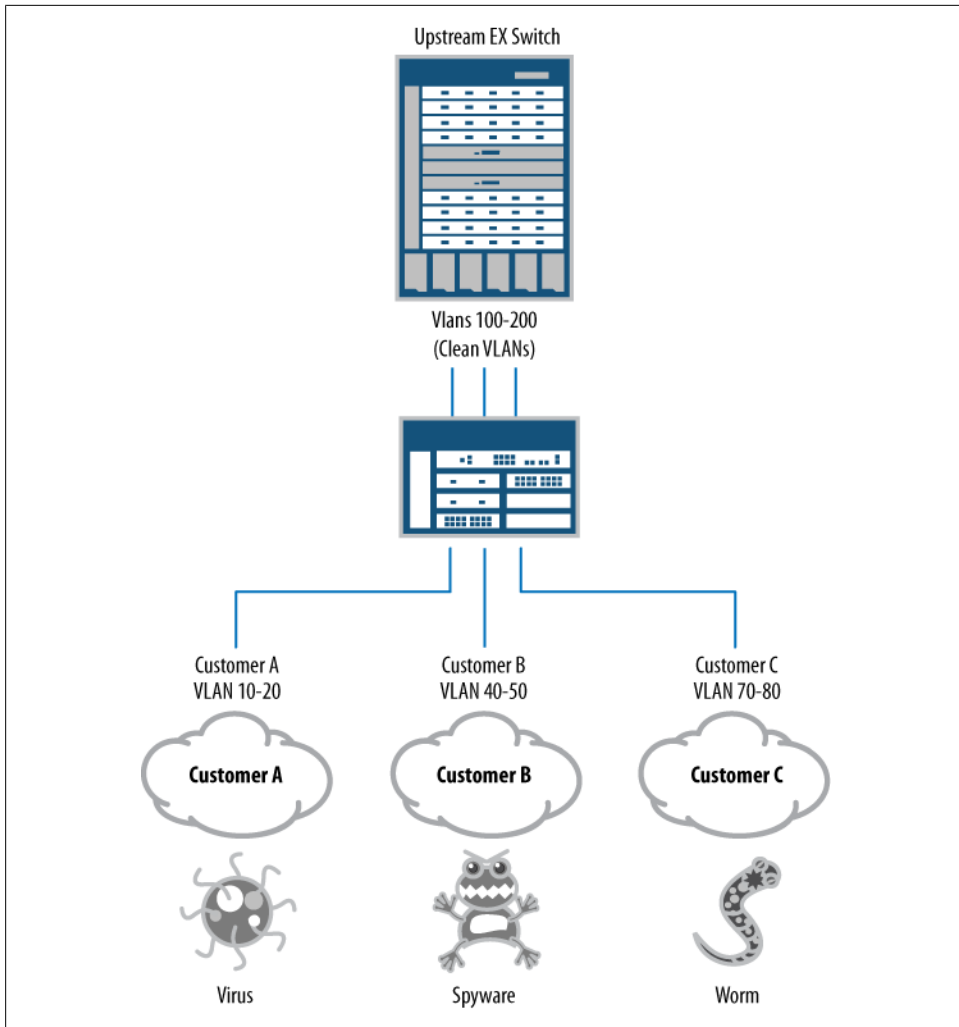 Upstream EX Switch
Vlans 100-200
(Clean VLANs)
Customer A
VLAN 10-20
Customer B
VLAN 40-50
Customer C
VLAN 70-80
Customer A
Customer B
Customer C
Virus
Spyware
Worm